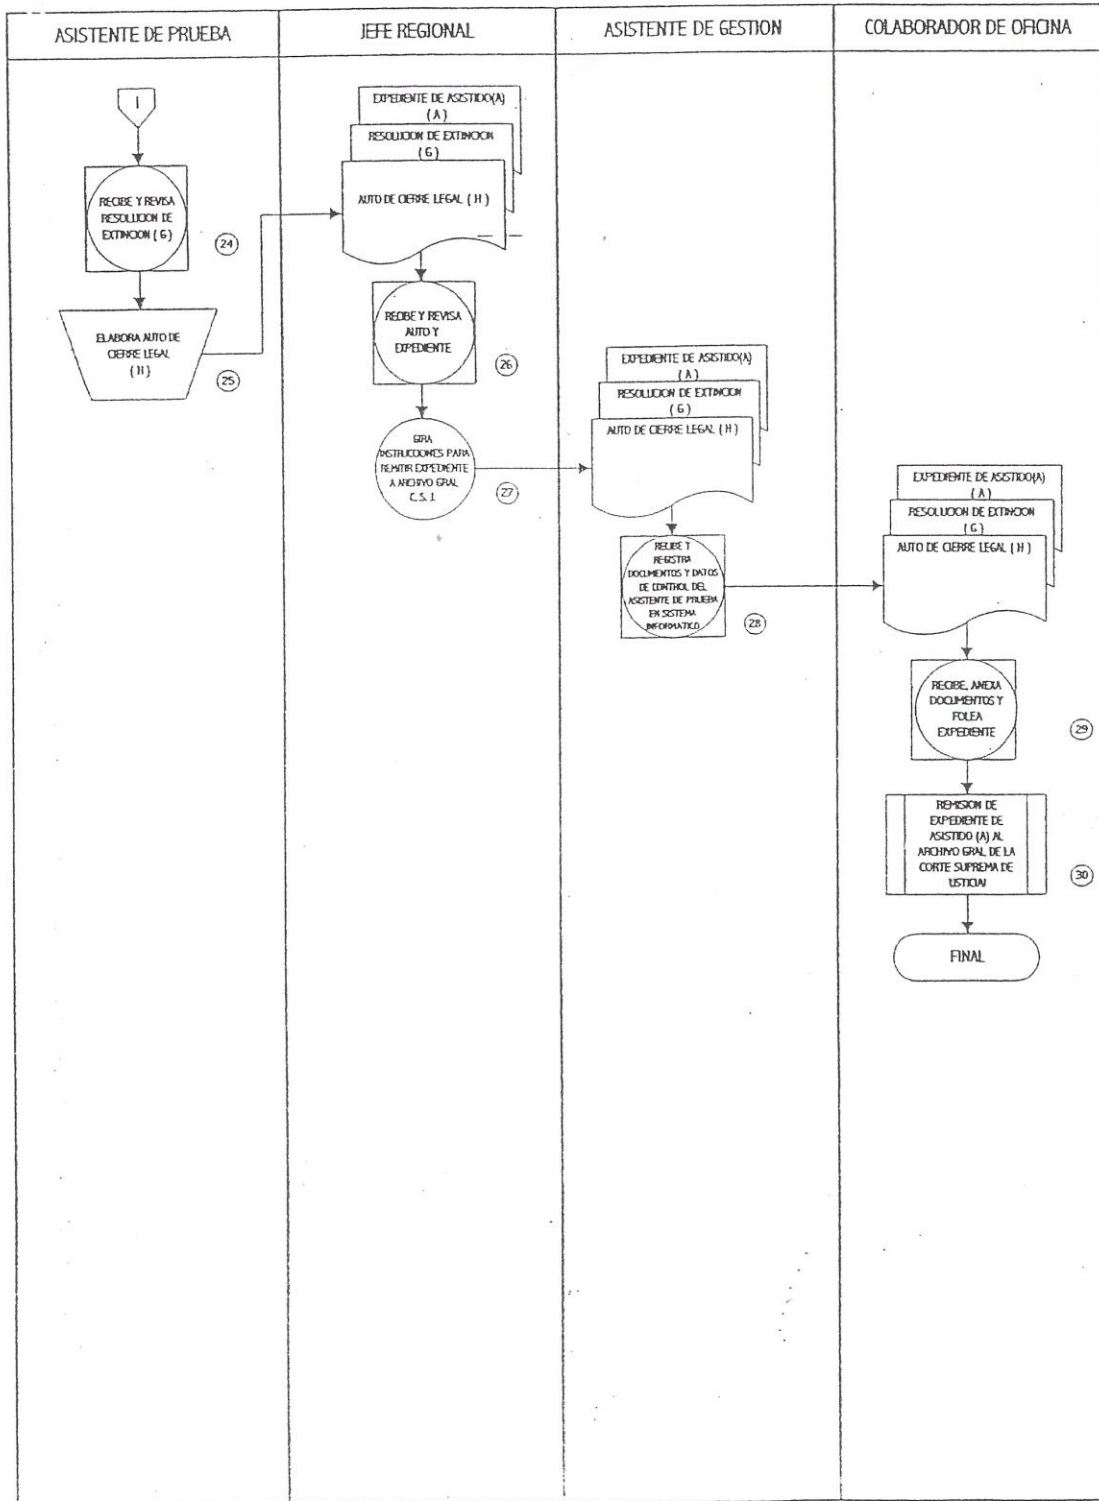 ASISTENTE DE PRUEBA
JEFE REGIONAL
ASISTENTE DE GESTION
COLABORADOR DE OFICINA
1
RECIBE Y REVISA
RESOLUCION DE
EXTINCION ( G )
24
ELABORA AUTO DE
CIERRE LEGAL
( H )
25
EXPEDIENTE DE ASISTIDO(A)
( A )
RESOLUCION DE EXTINCION
( G )
AUTO DE CIERRE LEGAL ( H )
RECIBE Y REVISA
AUTO Y
EXPEDIENTE
26
GIRA
INSTRUCCIONES PARA
REMITIR EXPEDIENTE
A ARCHIVO GRAL
C. S. J.
27
EXPEDIENTE DE ASISTIDO(A)
( A )
RESOLUCION DE EXTINCION
( G )
AUTO DE CIERRE LEGAL ( H )
RECIBE Y
REGISTRA
DOCUMENTOS Y DATOS
DE CONTROL DEL
ASISTENTE DE PRUEBA
EN SISTEMA
INFORMATICO
28
EXPEDIENTE DE ASISTIDO(A)
( A )
RESOLUCION DE EXTINCION
( G )
AUTO DE CIERRE LEGAL ( H )
RECIBE, ANEXA
DOCUMENTOS Y
FOLEA
EXPEDIENTE
29
REMISION DE
EXPEDIENTE DE
ASISTIDO (A) AL
ARCHIVO GRAL. DE LA
CORTE SUPREMA DE
USTICIA/
30
FINAL